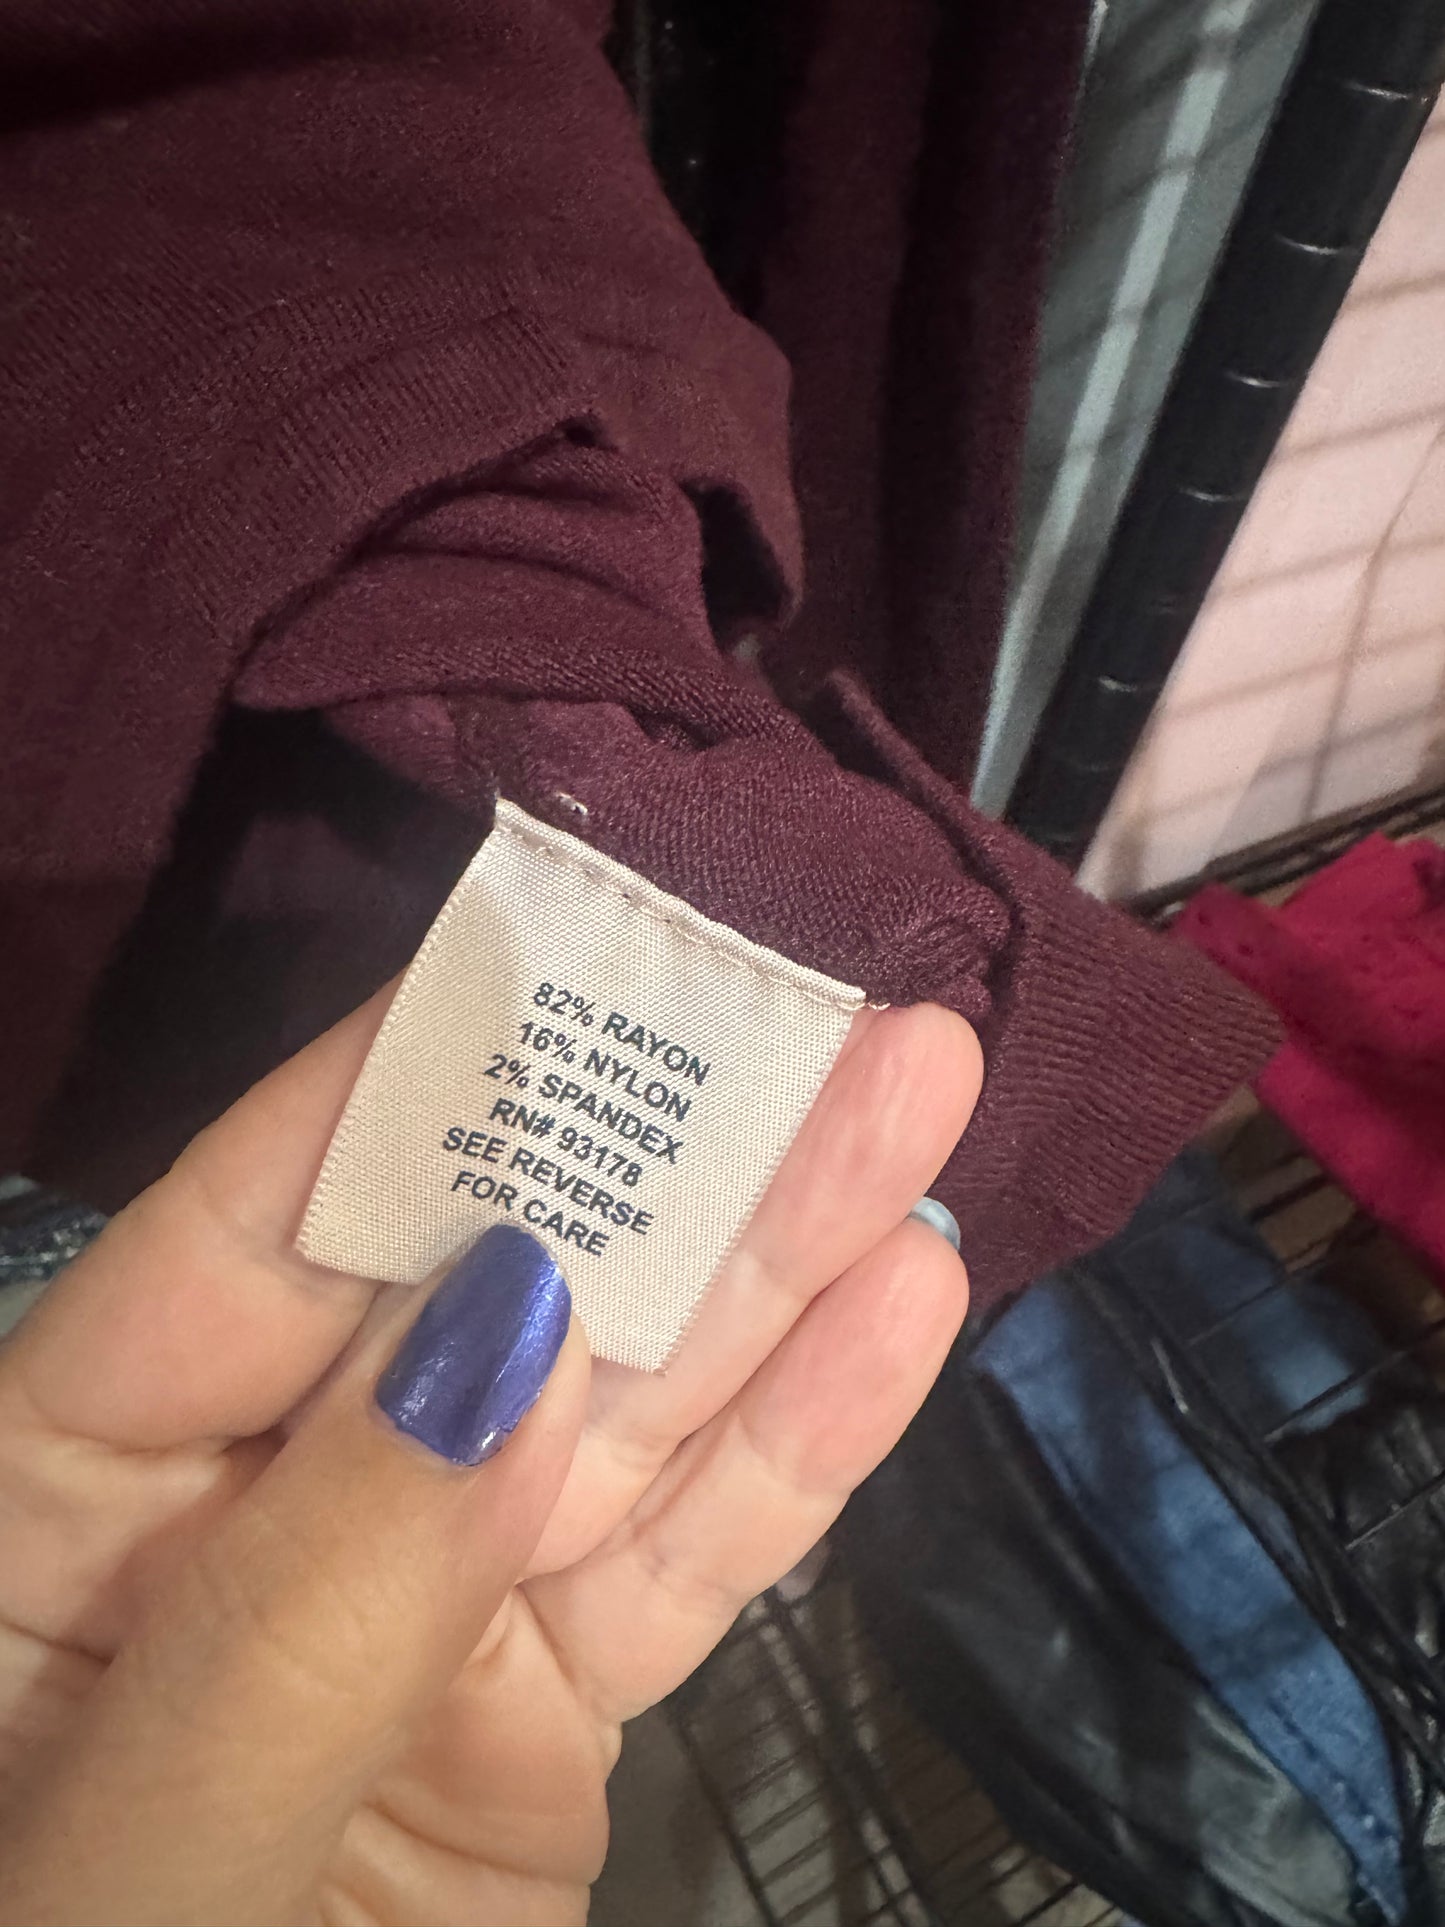 82% RAYON
16% NYLON
2% SPANDEX
RN# 93178
SEE REVERSE
FOR CARE